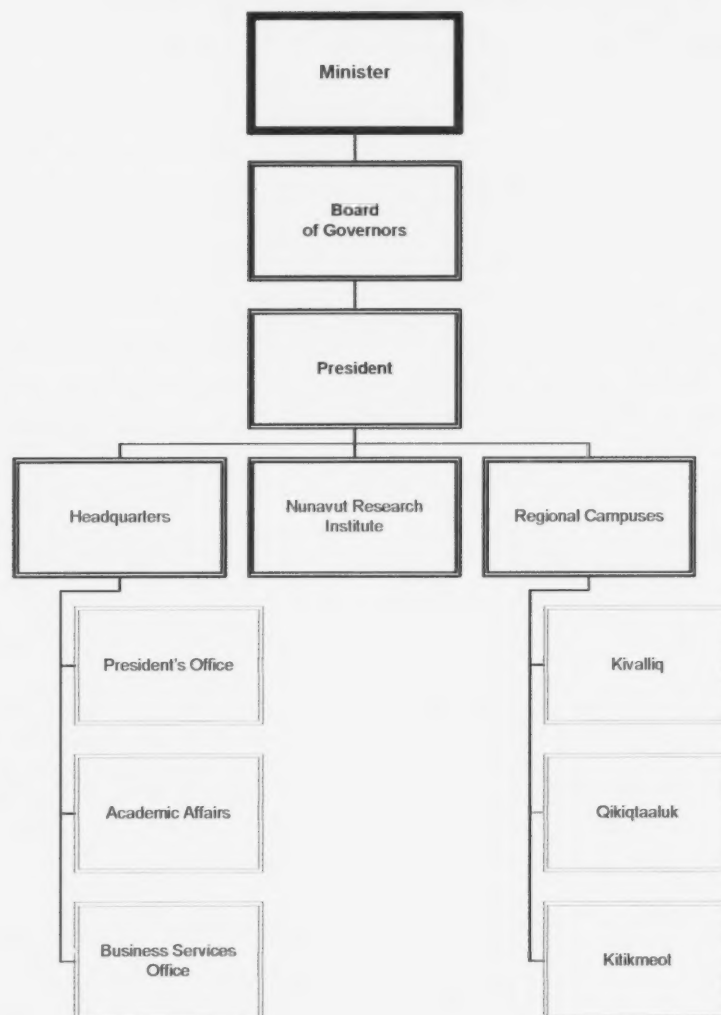 Minister
Board
of Governors
President
Headquarters
Nunavut Research
Institute
Regional Campuses
President's Office
Academic Affairs
Business Services
Office
Kivalliq
Qikiqtaaluk
Kitikmeot